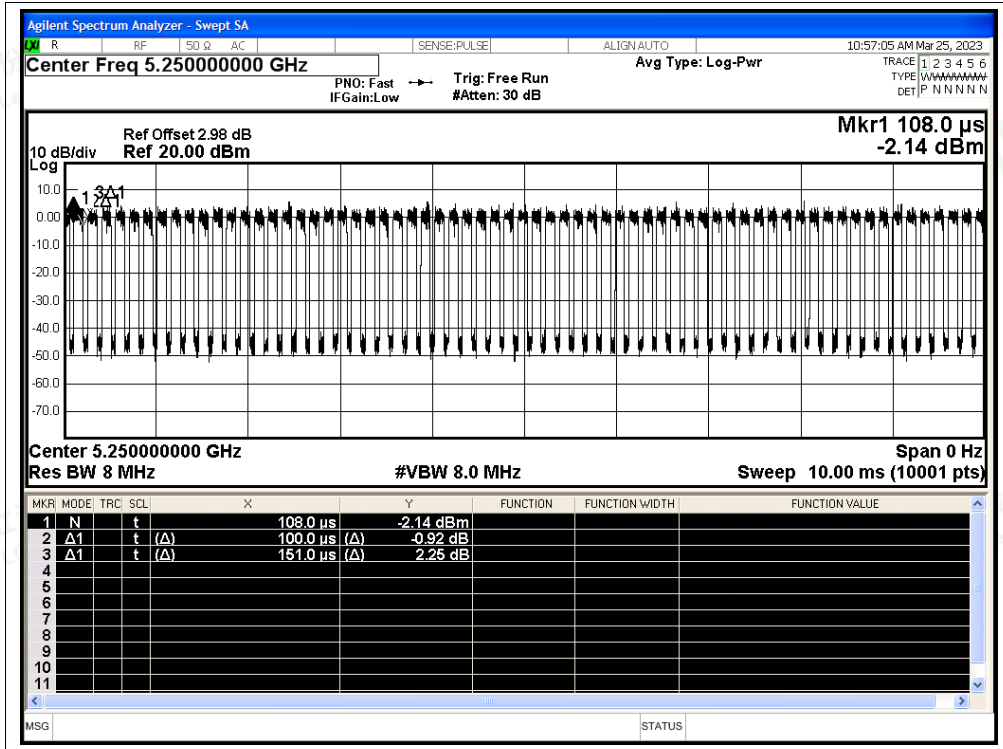 Agilent Spectrum Analyzer - Swept SA
LXI R RF 50 Ω AC SENSE:PULSE ALIGN AUTO 10:57:05 AM Mar 25, 2023
Center Freq 5.250000000 GHz Avg Type: Log-Pwr TRACE 1 2 3 4 5 6
PNO: Fast Trig: Free Run TYPE WWWWWW
IFGain:Low #Atten: 30 dB DET P N N N N N
Mkr1 108.0 µs
Ref Offset 2.98 dB
10 dB/div Ref 20.00 dBm -2.14 dBm
Log
10.0
1 2Δ1 3Δ1
0.00
-10.0
-20.0
-30.0
-40.0
-50.0
-60.0
-70.0
Center 5.250000000 GHz Span 0 Hz
Res BW 8 MHz #VBW 8.0 MHz Sweep 10.00 ms (10001 pts)
MKR MODE TRC SCL X Y FUNCTION FUNCTION WIDTH FUNCTION VALUE
1 N t 108.0 µs -2.14 dBm
2 Δ1 t (Δ) 100.0 µs (Δ) -0.92 dB
3 Δ1 t (Δ) 151.0 µs (Δ) 2.25 dB
4
5
6
7
8
9
10
11
MSG STATUS